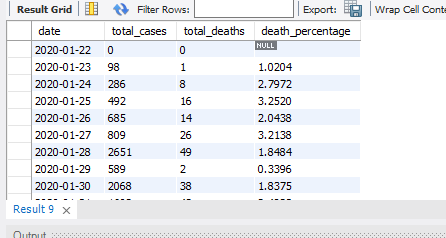 Result Grid Filter Rows: Export: Wrap Cell Conte
date total_cases total_deaths death_percentage
2020-01-22 0 0 NULL
2020-01-23 98 1 1.0204
2020-01-24 286 8 2.7972
2020-01-25 492 16 3.2520
2020-01-26 685 14 2.0438
2020-01-27 809 26 3.2138
2020-01-28 2651 49 1.8484
2020-01-29 589 2 0.3396
2020-01-30 2068 38 1.8375
Result 9
Output